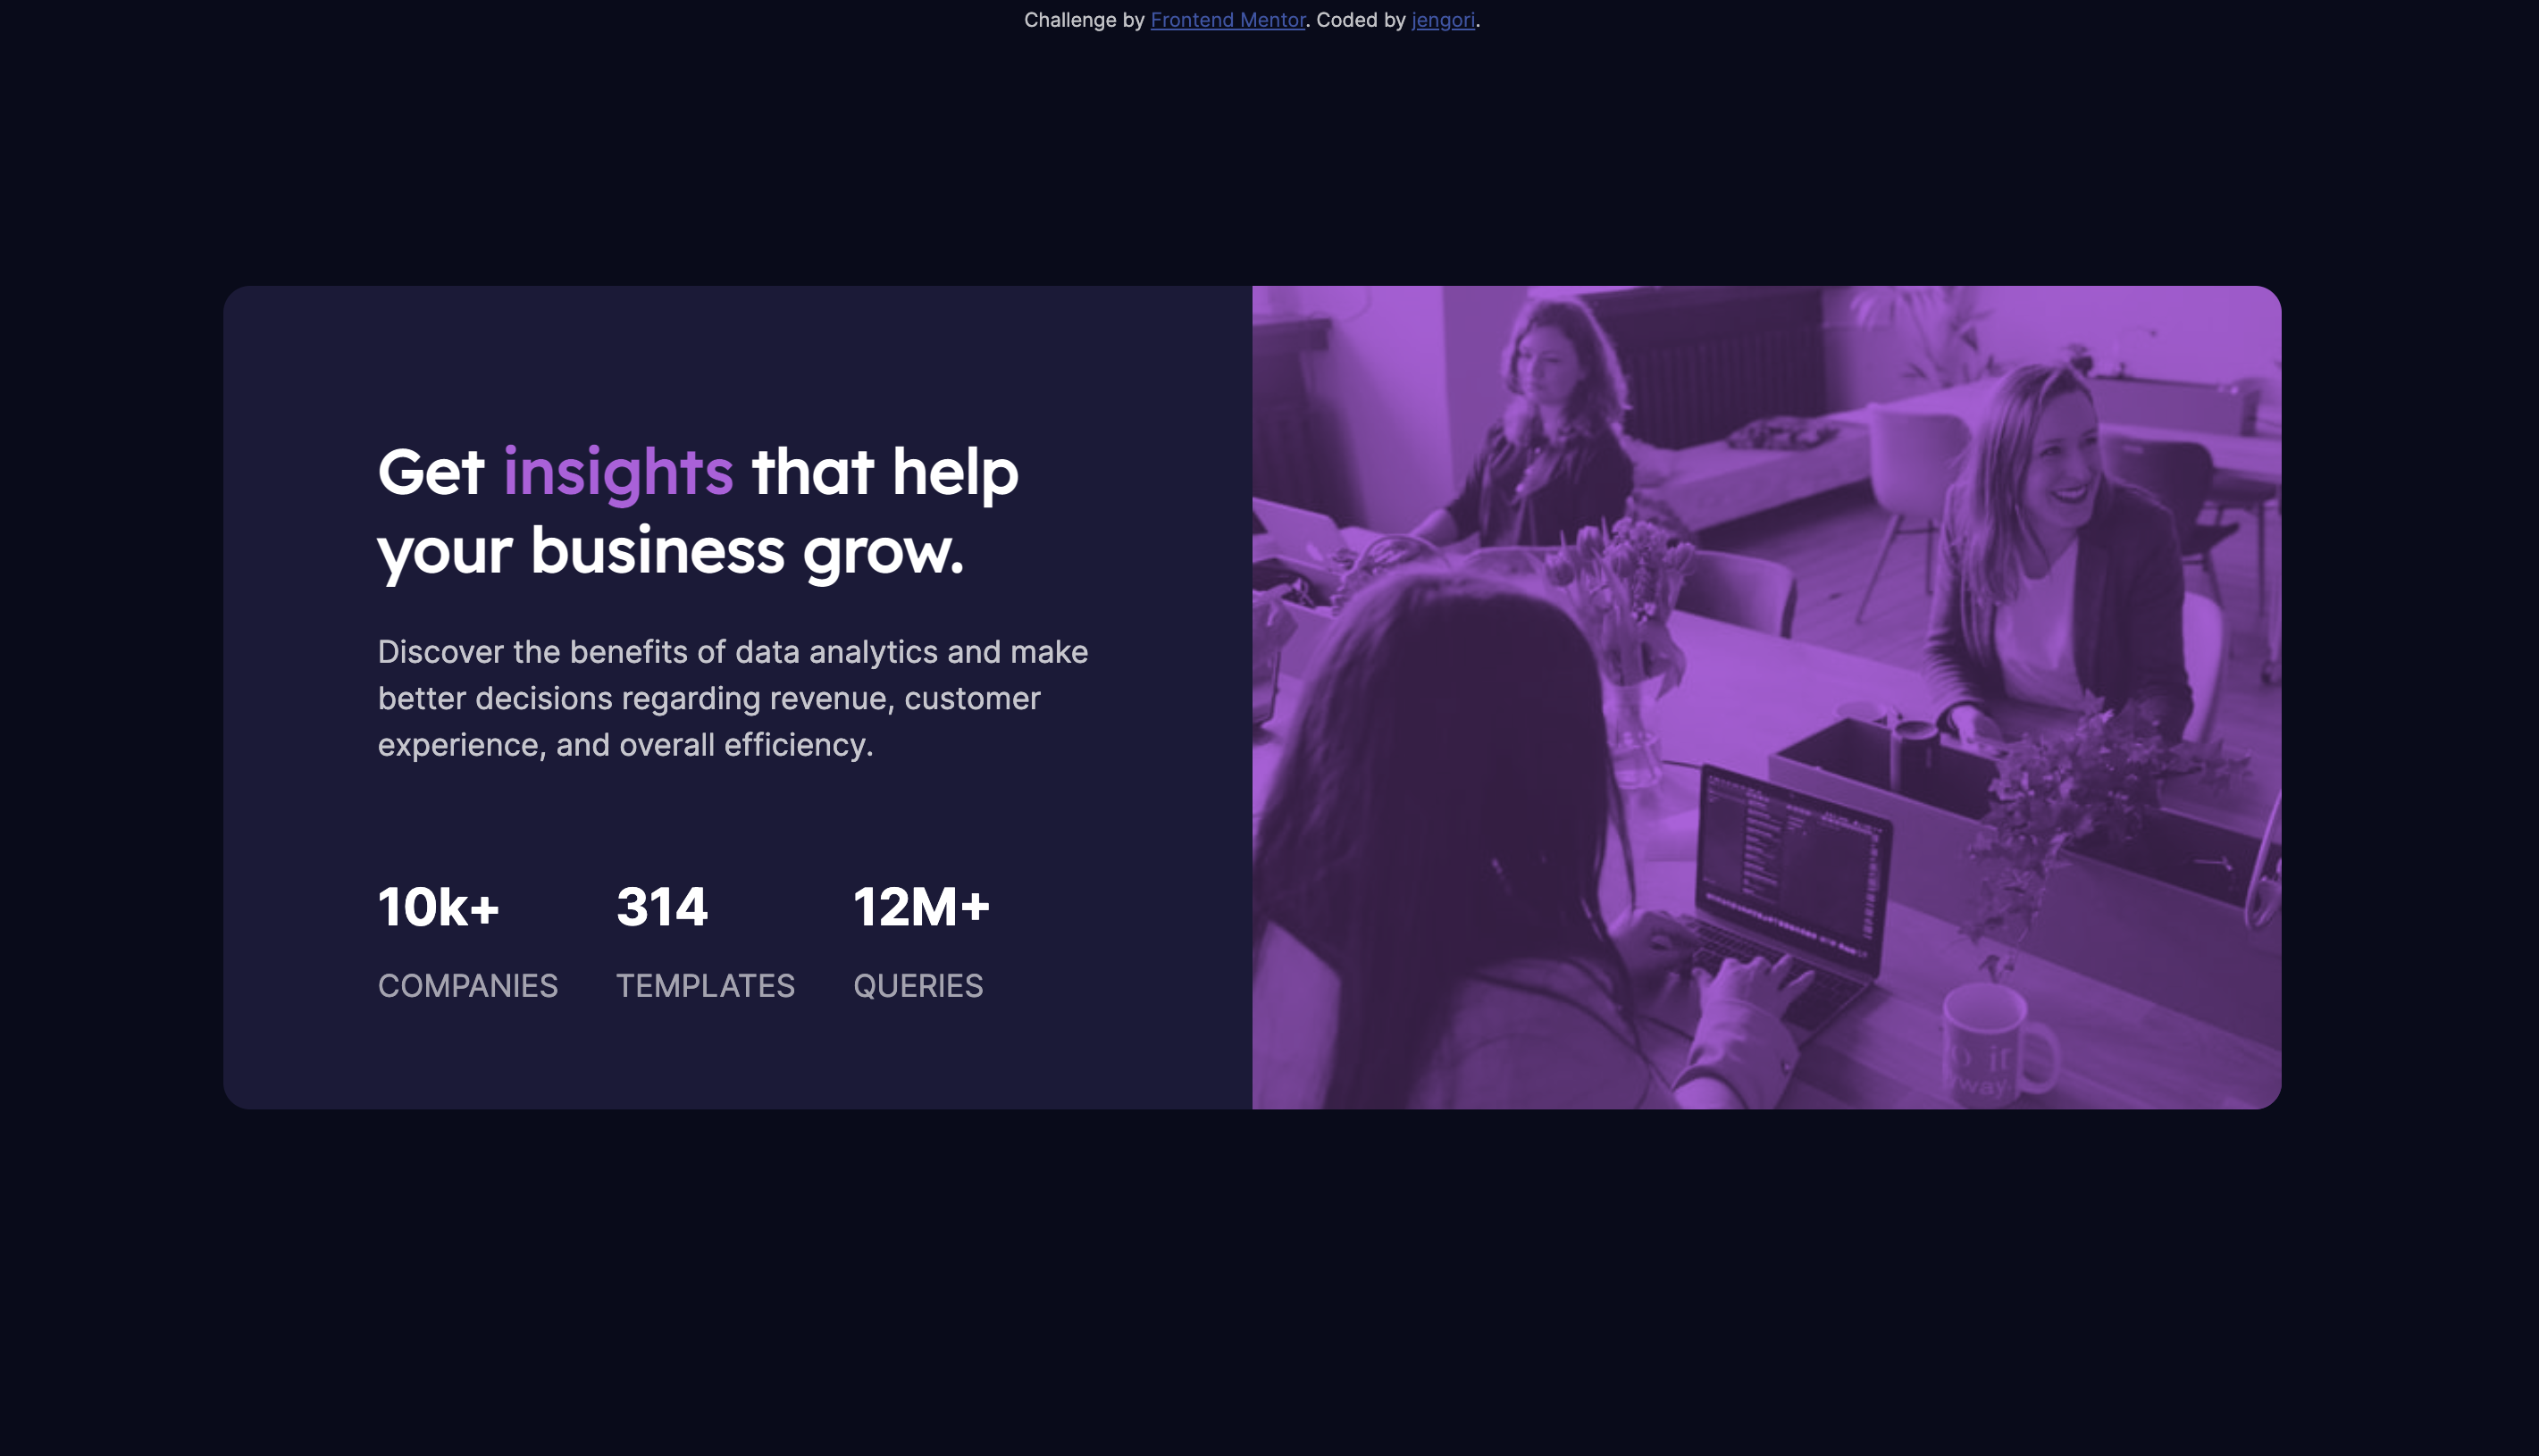 Challenge by Frontend Mentor. Coded by jengori.
Get insights that help
your business grow.
Discover the benefits of data analytics and make
better decisions regarding revenue, customer
experience, and overall efficiency.
10k+ 314 12M+
COMPANIES TEMPLATES QUERIES